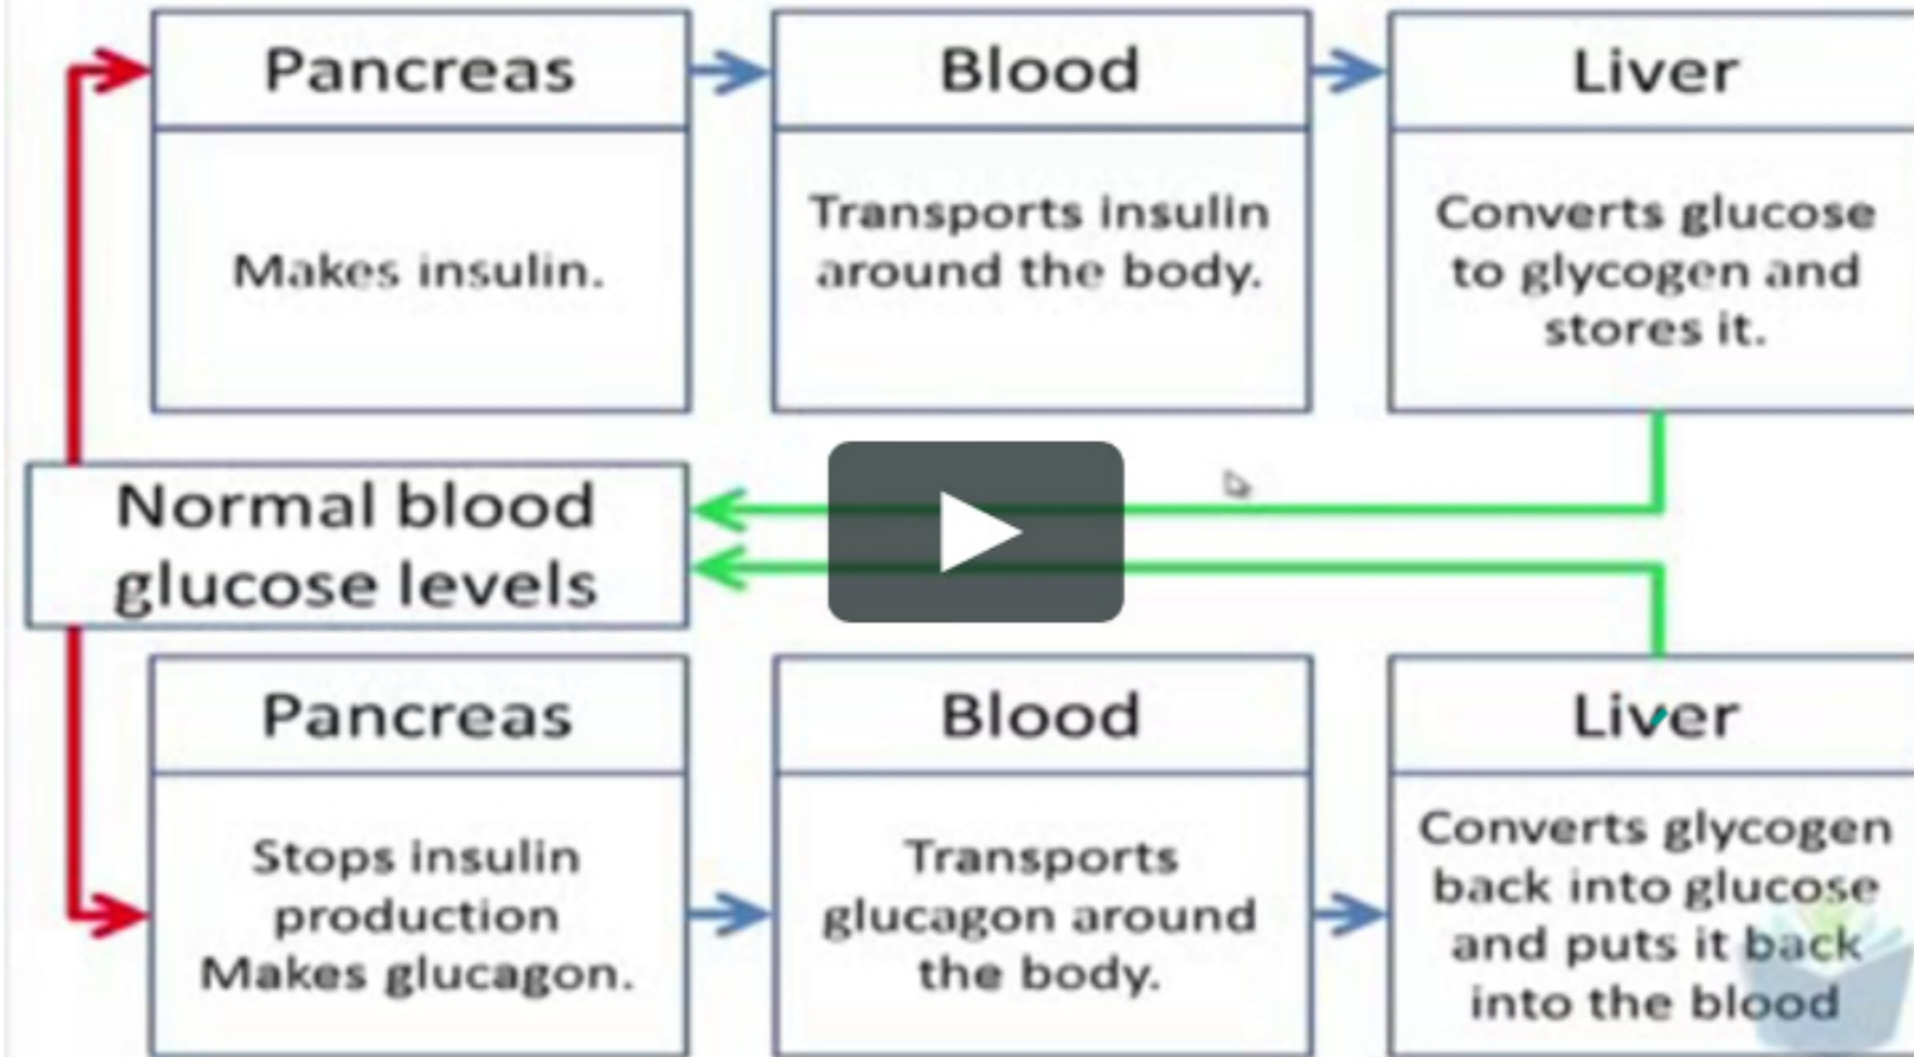 Pancreas
Makes insulin.
Blood
Transports insulin
around the body.
Liver
Converts glucose
to glycogen and
stores it.
Normal blood
glucose levels
Pancreas
Stops insulin
production
Makes glucagon.
Blood
Transports
glucagon around
the body.
Liver
Converts glycogen
back into glucose
and puts it back
into the blood